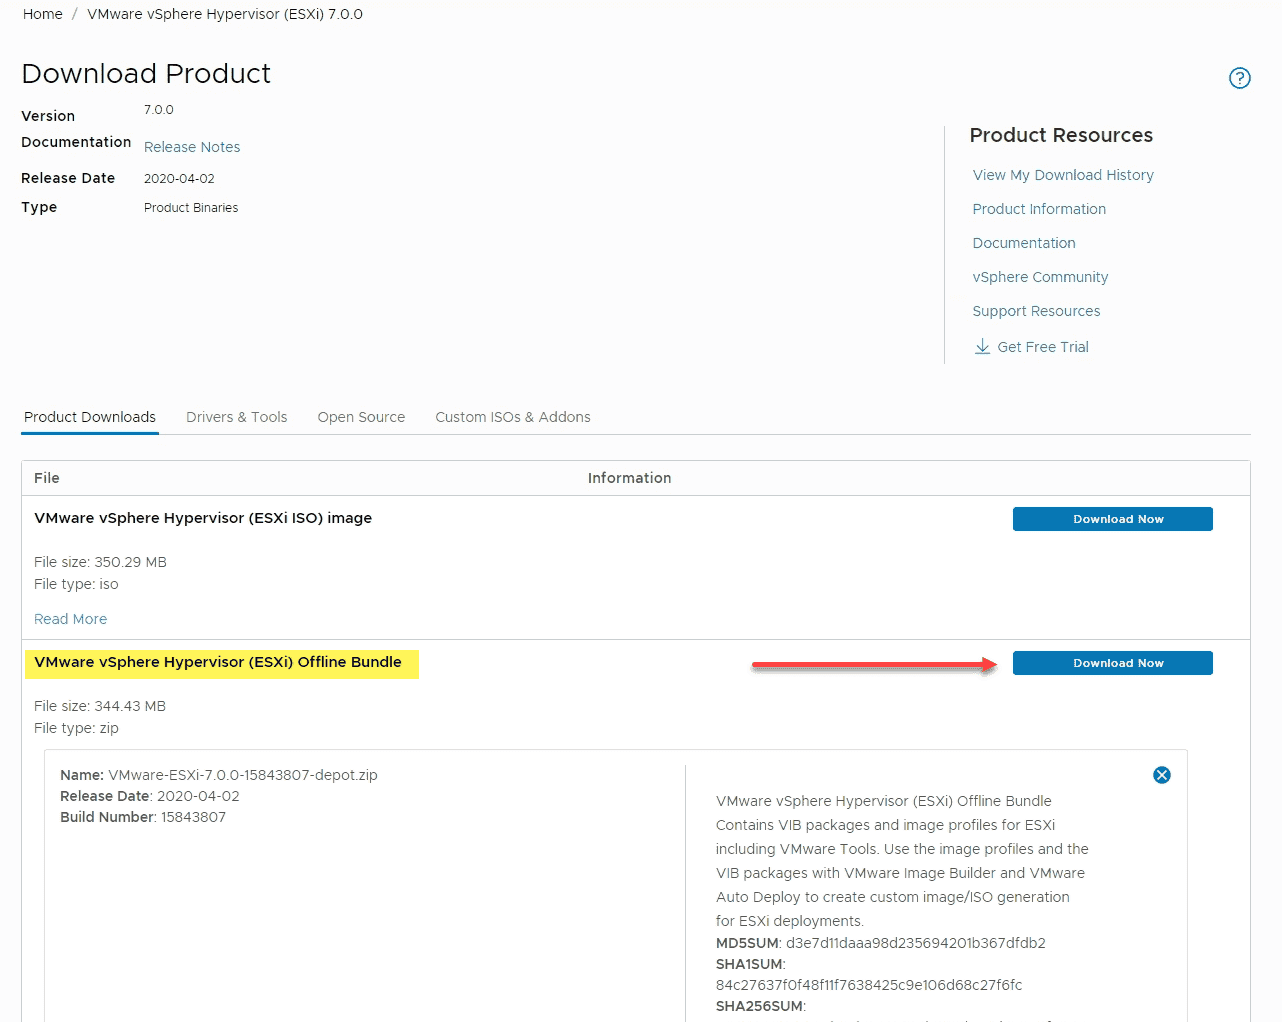 Home / VMware vSphere Hypervisor (ESXi) 7.0.0
Download Product
Version 7.0.0
Documentation Release Notes
Release Date 2020-04-02
Type Product Binaries
Product Resources
View My Download History
Product Information
Documentation
vSphere Community
Support Resources
Get Free Trial
Product Downloads Drivers & Tools Open Source Custom ISOs & Addons
File Information
VMware vSphere Hypervisor (ESXi ISO) image Download Now
File size: 350.29 MB
File type: iso
Read More
VMware vSphere Hypervisor (ESXi) Offline Bundle Download Now
File size: 344.43 MB
File type: zip
Name: VMware-ESXi-7.0.0-15843807-depot.zip
Release Date: 2020-04-02
Build Number: 15843807
VMware vSphere Hypervisor (ESXi) Offline Bundle
Contains VIB packages and image profiles for ESXi
including VMware Tools. Use the image profiles and the
VIB packages with VMware Image Builder and VMware
Auto Deploy to create custom image/ISO generation
for ESXi deployments.
MD5SUM: d3e7d11daaa98d235694201b367dfdb2
SHA1SUM:
84c27637f0f48f11f7638425c9e106d68c27f6fc
SHA256SUM: